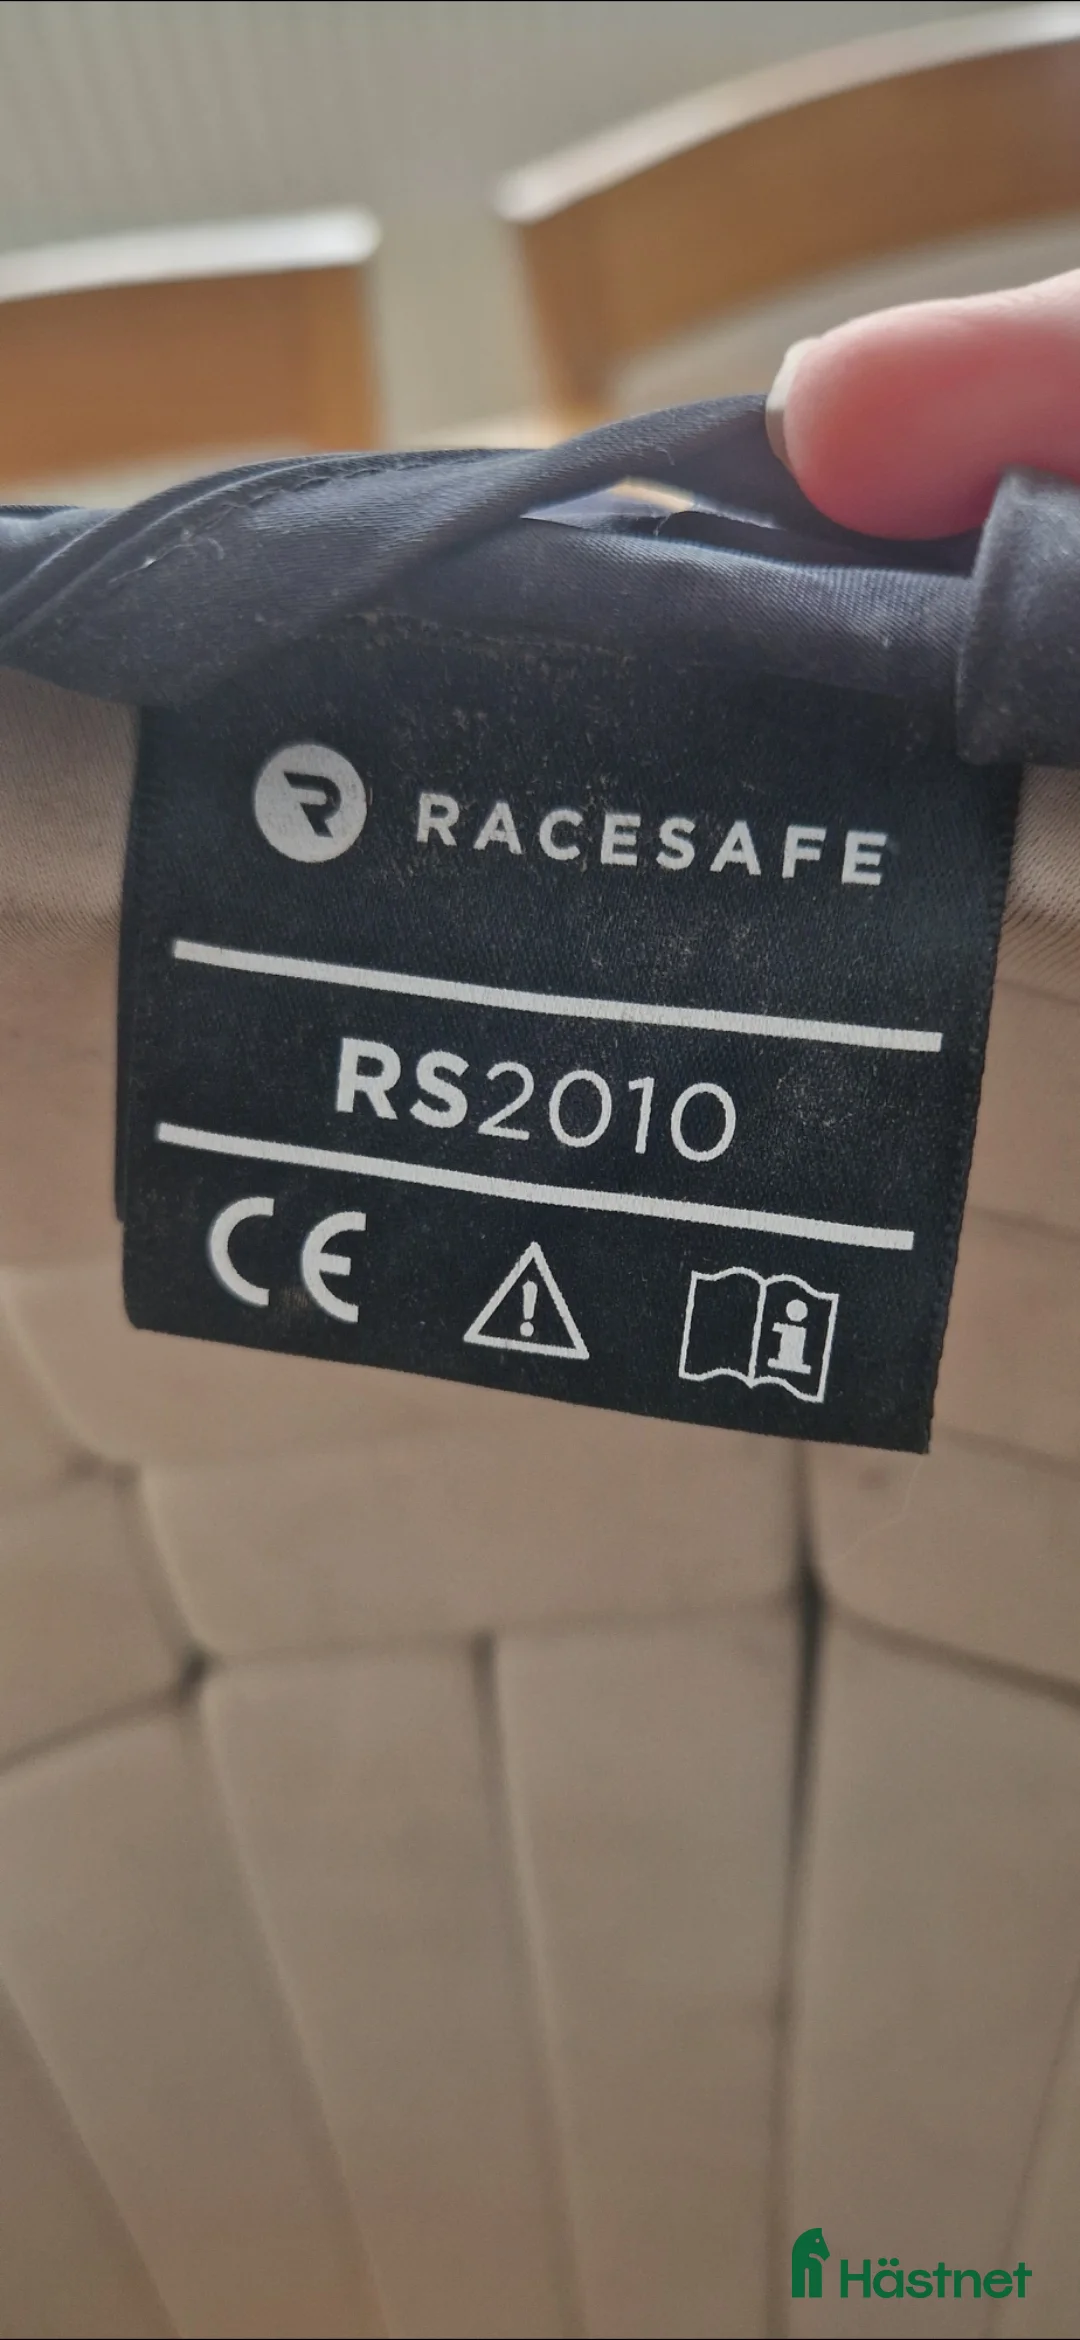 RACESAFE
RS2010
CE
Hästnet